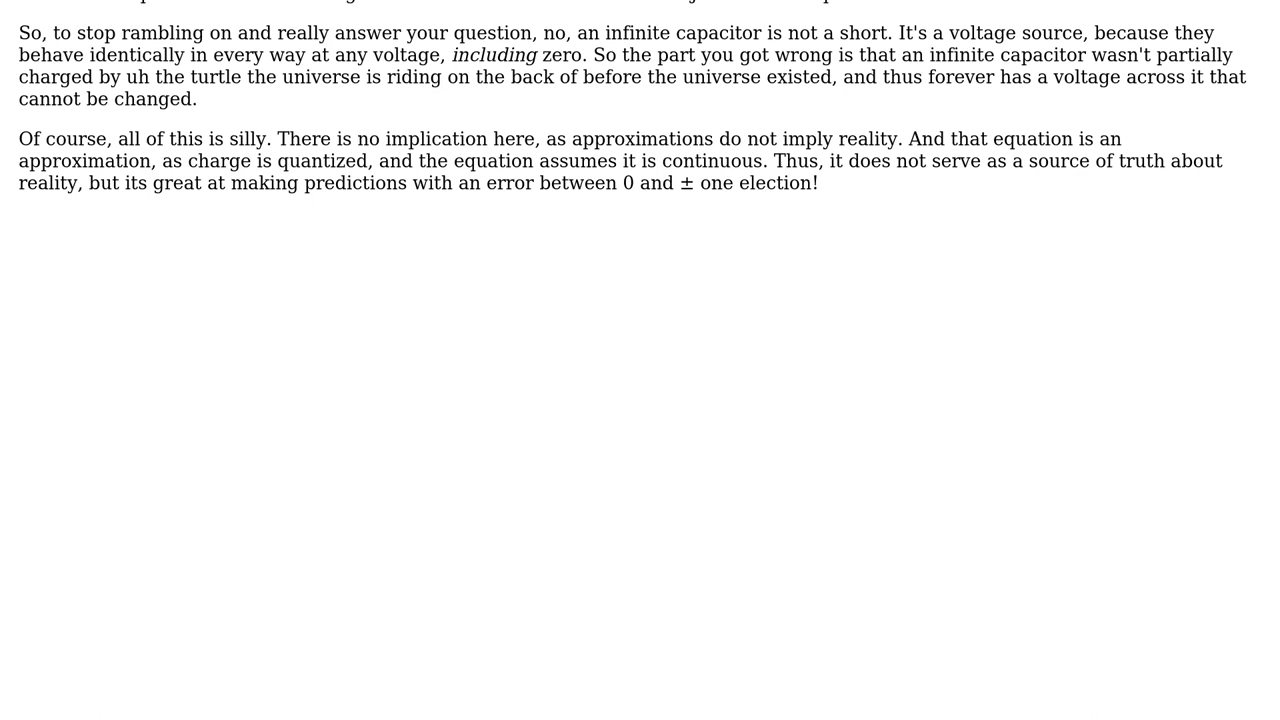 So, to stop rambling on and really answer your question, no, an infinite capacitor is not a short. It's a voltage source, because they
behave identically in every way at any voltage, including zero. So the part you got wrong is that an infinite capacitor wasn't partially
charged by uh the turtle the universe is riding on the back of before the universe existed, and thus forever has a voltage across it that
cannot be changed.
Of course, all of this is silly. There is no implication here, as approximations do not imply reality. And that equation is an
approximation, as charge is quantized, and the equation assumes it is continuous. Thus, it does not serve as a source of truth about
reality, but its great at making predictions with an error between 0 and ± one election!